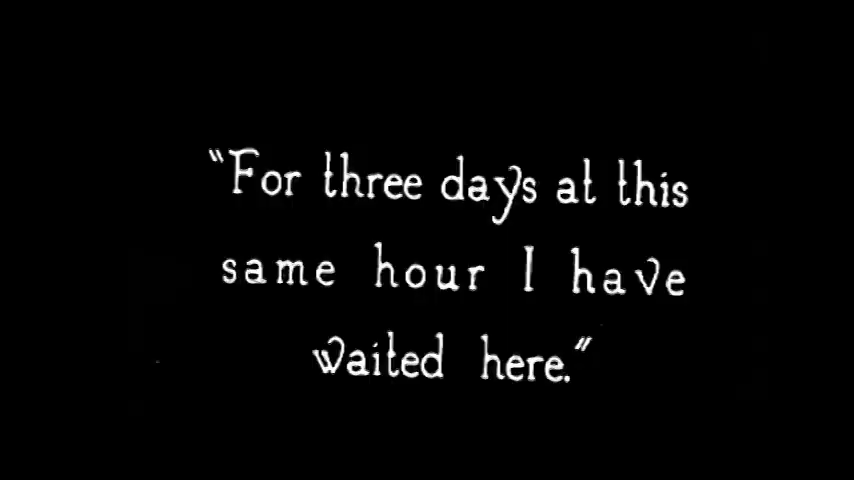 "For three days at this
same hour I have
waited here."